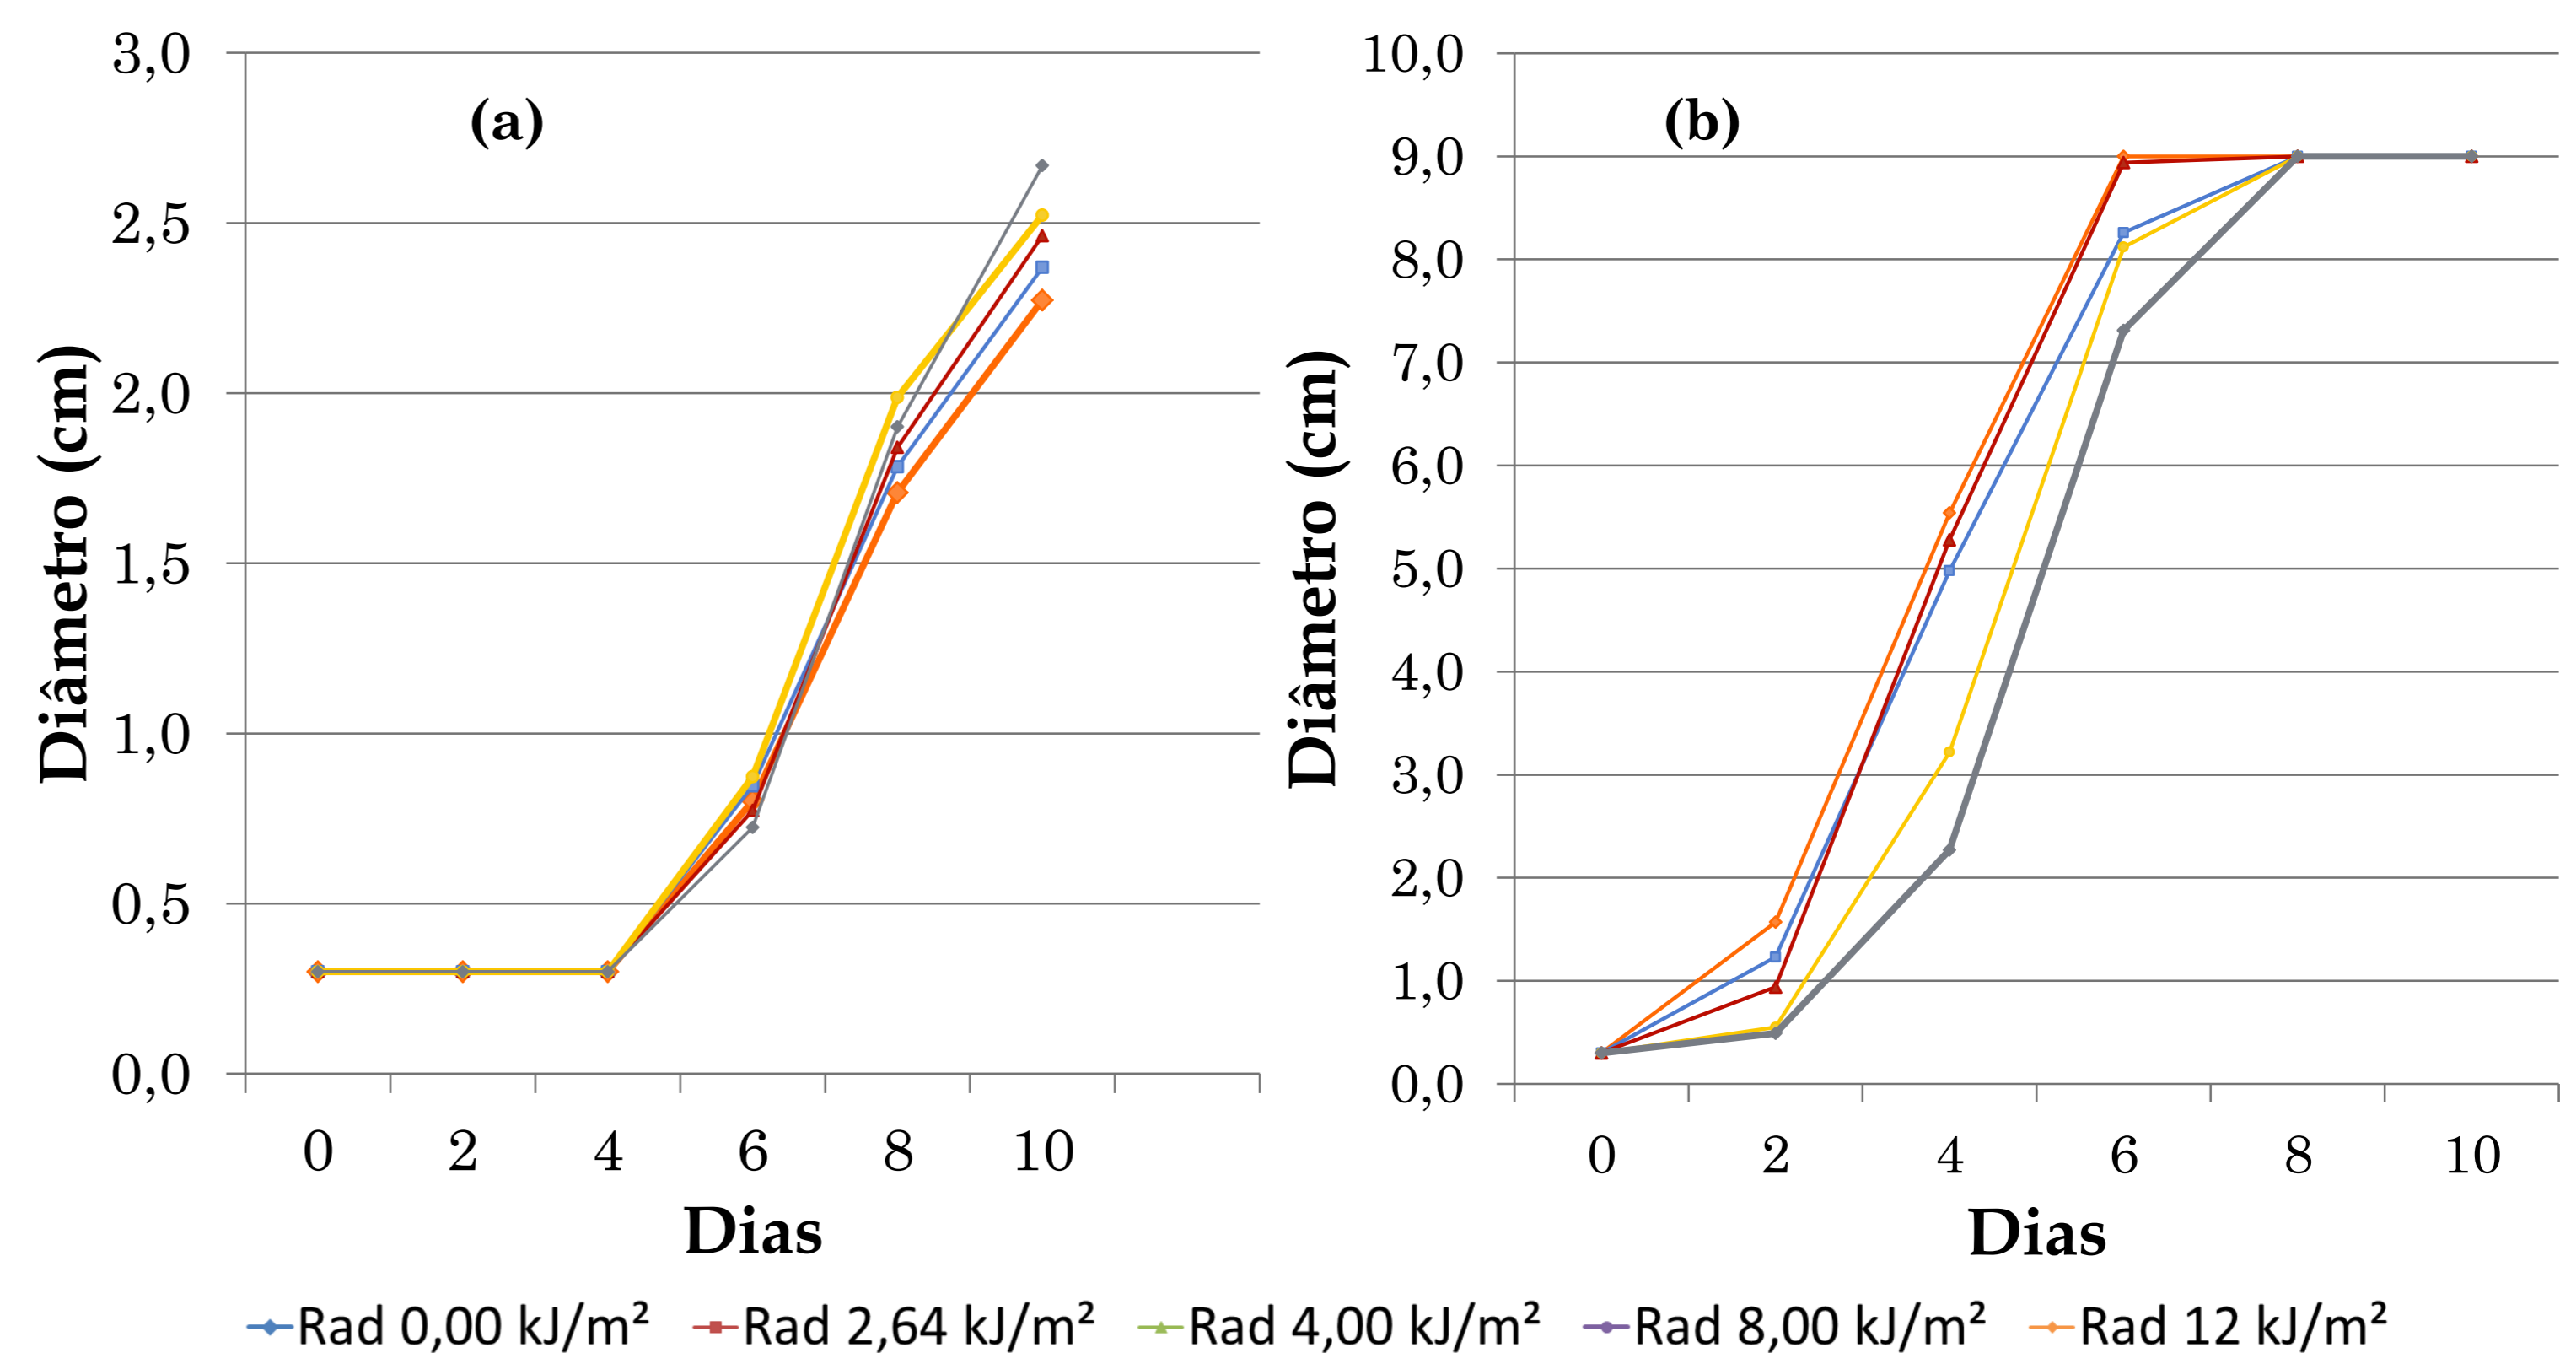 (a)
Diâmetro (cm)
3,0
2,5
2,0
1,5
1,0
0,5
0,0
0 2 4 6 8 10
Dias
(b)
Diâmetro (cm)
10,0
9,0
8,0
7,0
6,0
5,0
4,0
3,0
2,0
1,0
0,0
0 2 4 6 8 10
Dias
Rad 0,00 kJ/m² Rad 2,64 kJ/m² Rad 4,00 kJ/m² Rad 8,00 kJ/m² Rad 12 kJ/m²